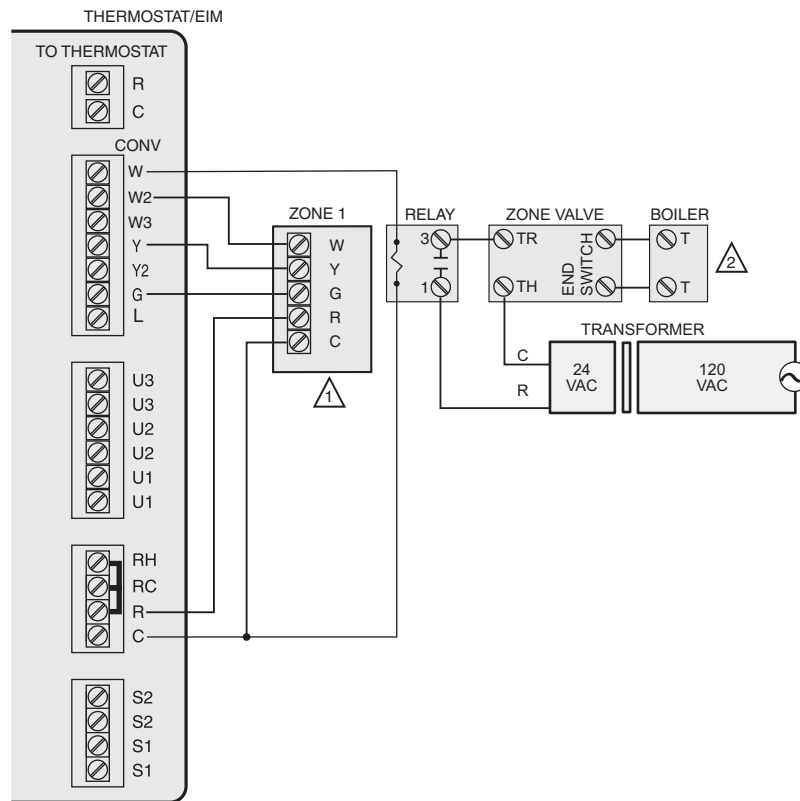 THERMOSTAT/EIM
TO THERMOSTAT
R
C
CONV
W
W2
W3
Y
Y2
G
L
U3
U3
U2
U2
U1
U1
RH
RC
R
C
S2
S2
S1
S1
ZONE 1
W
Y
G
R
C
1
RELAY
3
1
ZONE VALVE
TR
TH
END
SWITCH
BOILER
T
T
2
TRANSFORMER
C
R
24
VAC
120
VAC